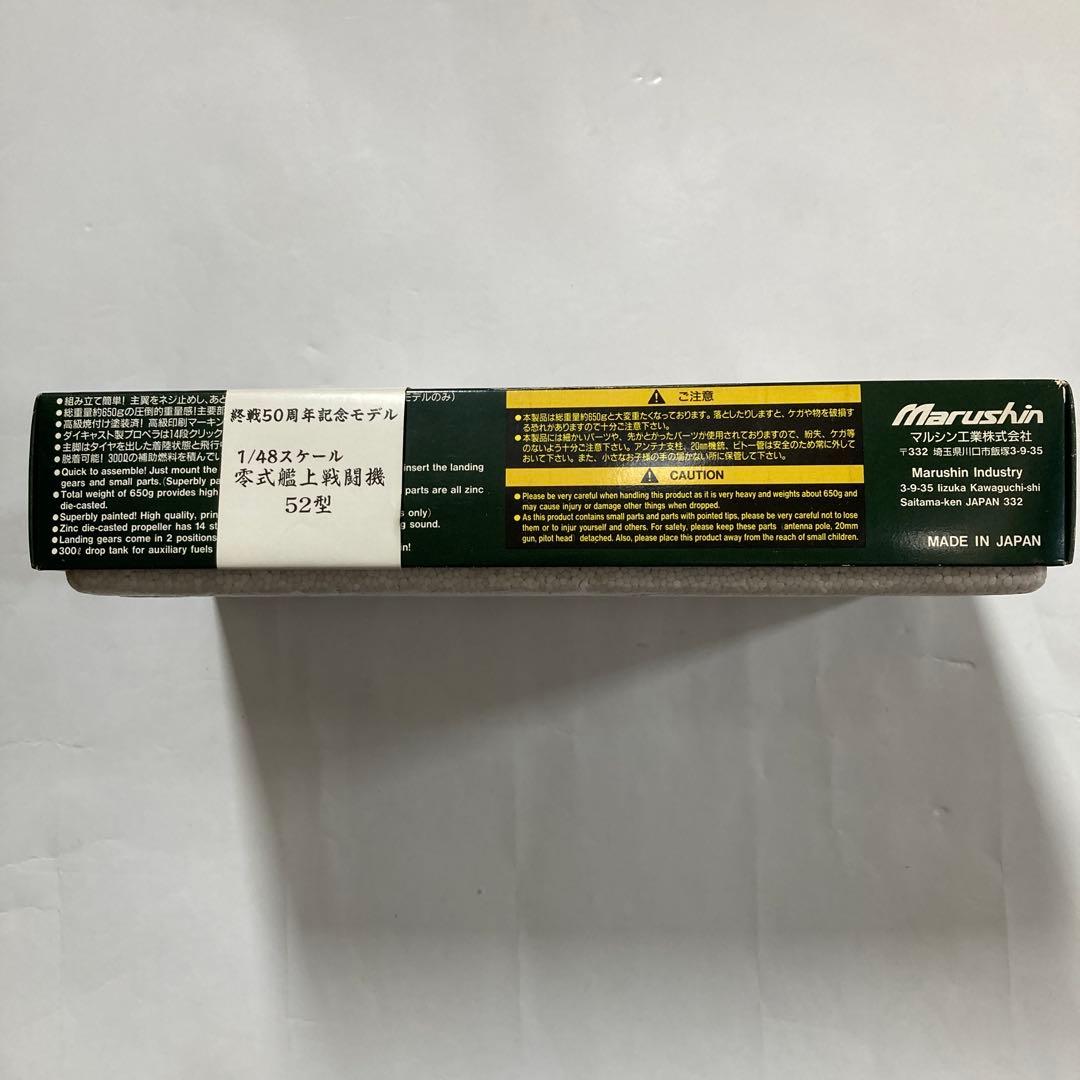 ●組み立て簡単! 主翼をネジ止めし、あと
モデルのみ)
●総重量約650gの圧倒的重量感!主要部
●高級焼付け塗装済! 高級印刷マーキン
●ダイキャスト製プロペラは14段クリック
●主脚はタイヤを出した着陸状態と飛行
●脱着可能! 300ℓの補助燃料を積んでい
●Quick to assemble! Just mount the
insert the landing
gears and small parts. (Superbly pa
●Total weight of 650g provides high
parts are all zinc
die-casted.
●Superbly painted! High quality, prin
s only)
●Zinc die-casted propeller has 14 st
g sound.
●Landing gears come in 2 positions
●300ℓ drop tank for auxiliary fuels
n!
終戦50周年記念モデル
1/48スケール
零式艦上戦闘機
52型
ご注意
●本製品は総重量約650gと大変重たくなっております。落としたりしますと、ケガや物を破損す
る恐れがありますので十分ご注意下さい。
●本製品には細かいパーツや、先かとがったパーツが使用されておりますので、紛失、ケガ等
のないよう十分ご注意下さい。アンテナ支柱、20mm機銃、ピトー管は安全のため常に外して
おいて下さい。また、小さなお子様の手の届かない所に保管して下さい。
CAUTION
●Please be very careful when handling this product as it is very heavy and weights about 650g and
may cause injury or damage other things when dropped.
●As this product contains small parts and parts with pointed tips, please be very careful not to lose
them or to injur yourself and others. For safety, please keep these parts (antenna pole, 20mm
gun, pitot head) detached. Also, please place this product away from the reach of small children.
Marushin
マルシン工業株式会社
〒332 埼玉県川口市飯塚3-9-35
Marushin Industry
3-9-35 Iizuka Kawaguchi-shi
Saitama-ken JAPAN 332
MADE IN JAPAN